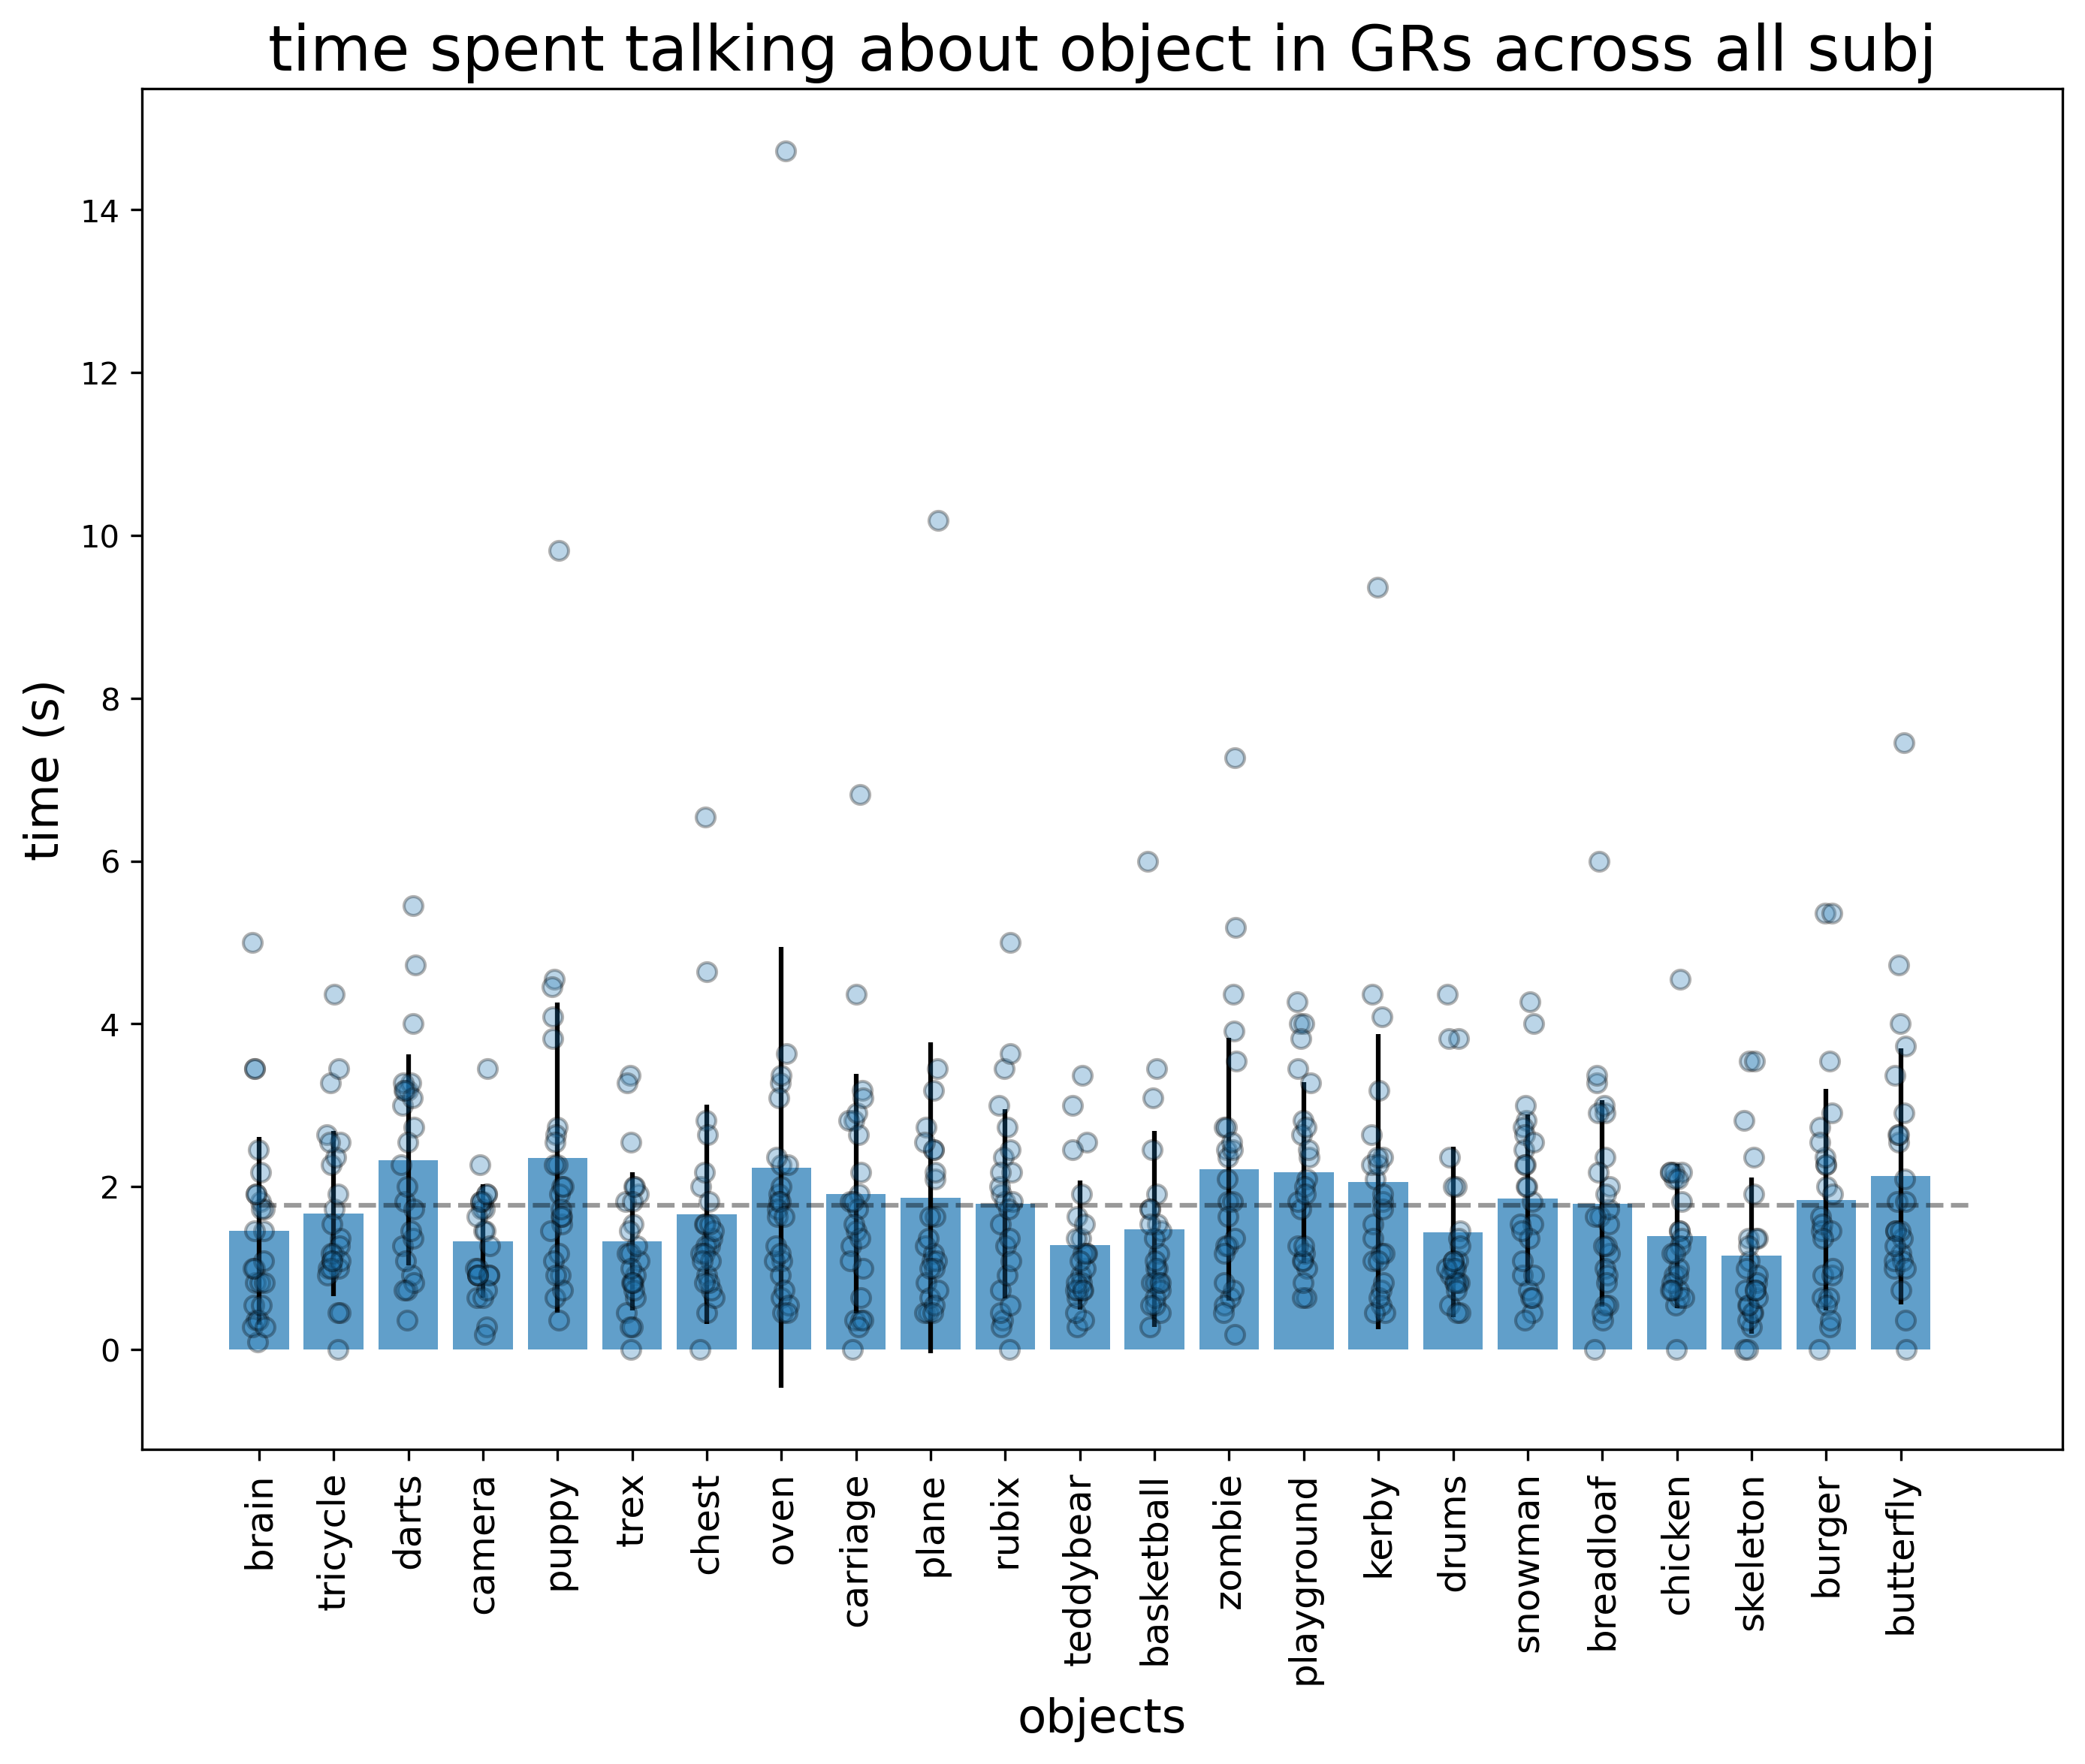 time spent talking about object in GRs across all subj
time (s)
14
12
10
8
6
4
2
0
brain
tricycle
darts
camera
puppy
trex
chest
oven
carriage
plane
rubix
teddybear
basketball
zombie
playground
kerby
drums
snowman
breadloaf
chicken
skeleton
burger
butterfly
objects